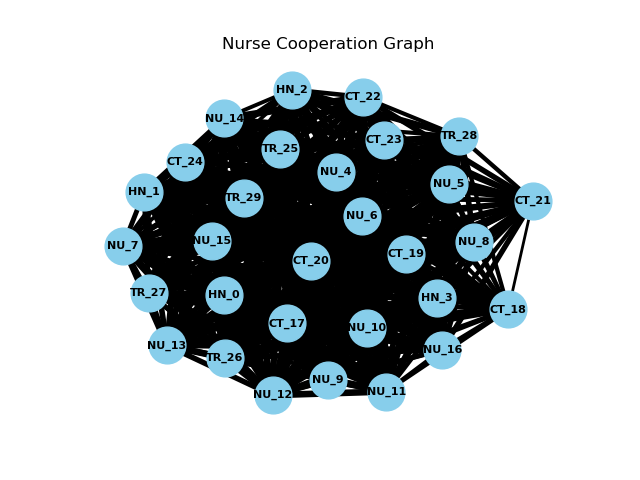 Nurse Cooperation Graph
HN_2
CT_22
NU_14
TR_28
CT_23
TR_25
CT_24
NU_4
NU_5
HN_1
TR_29
CT_21
NU_6
NU_15
NU_8
NU_7
CT_19
CT_20
TR_27
HN_0
HN_3
CT_18
CT_17
NU_10
NU_13
NU_16
TR_26
NU_9
NU_11
NU_12